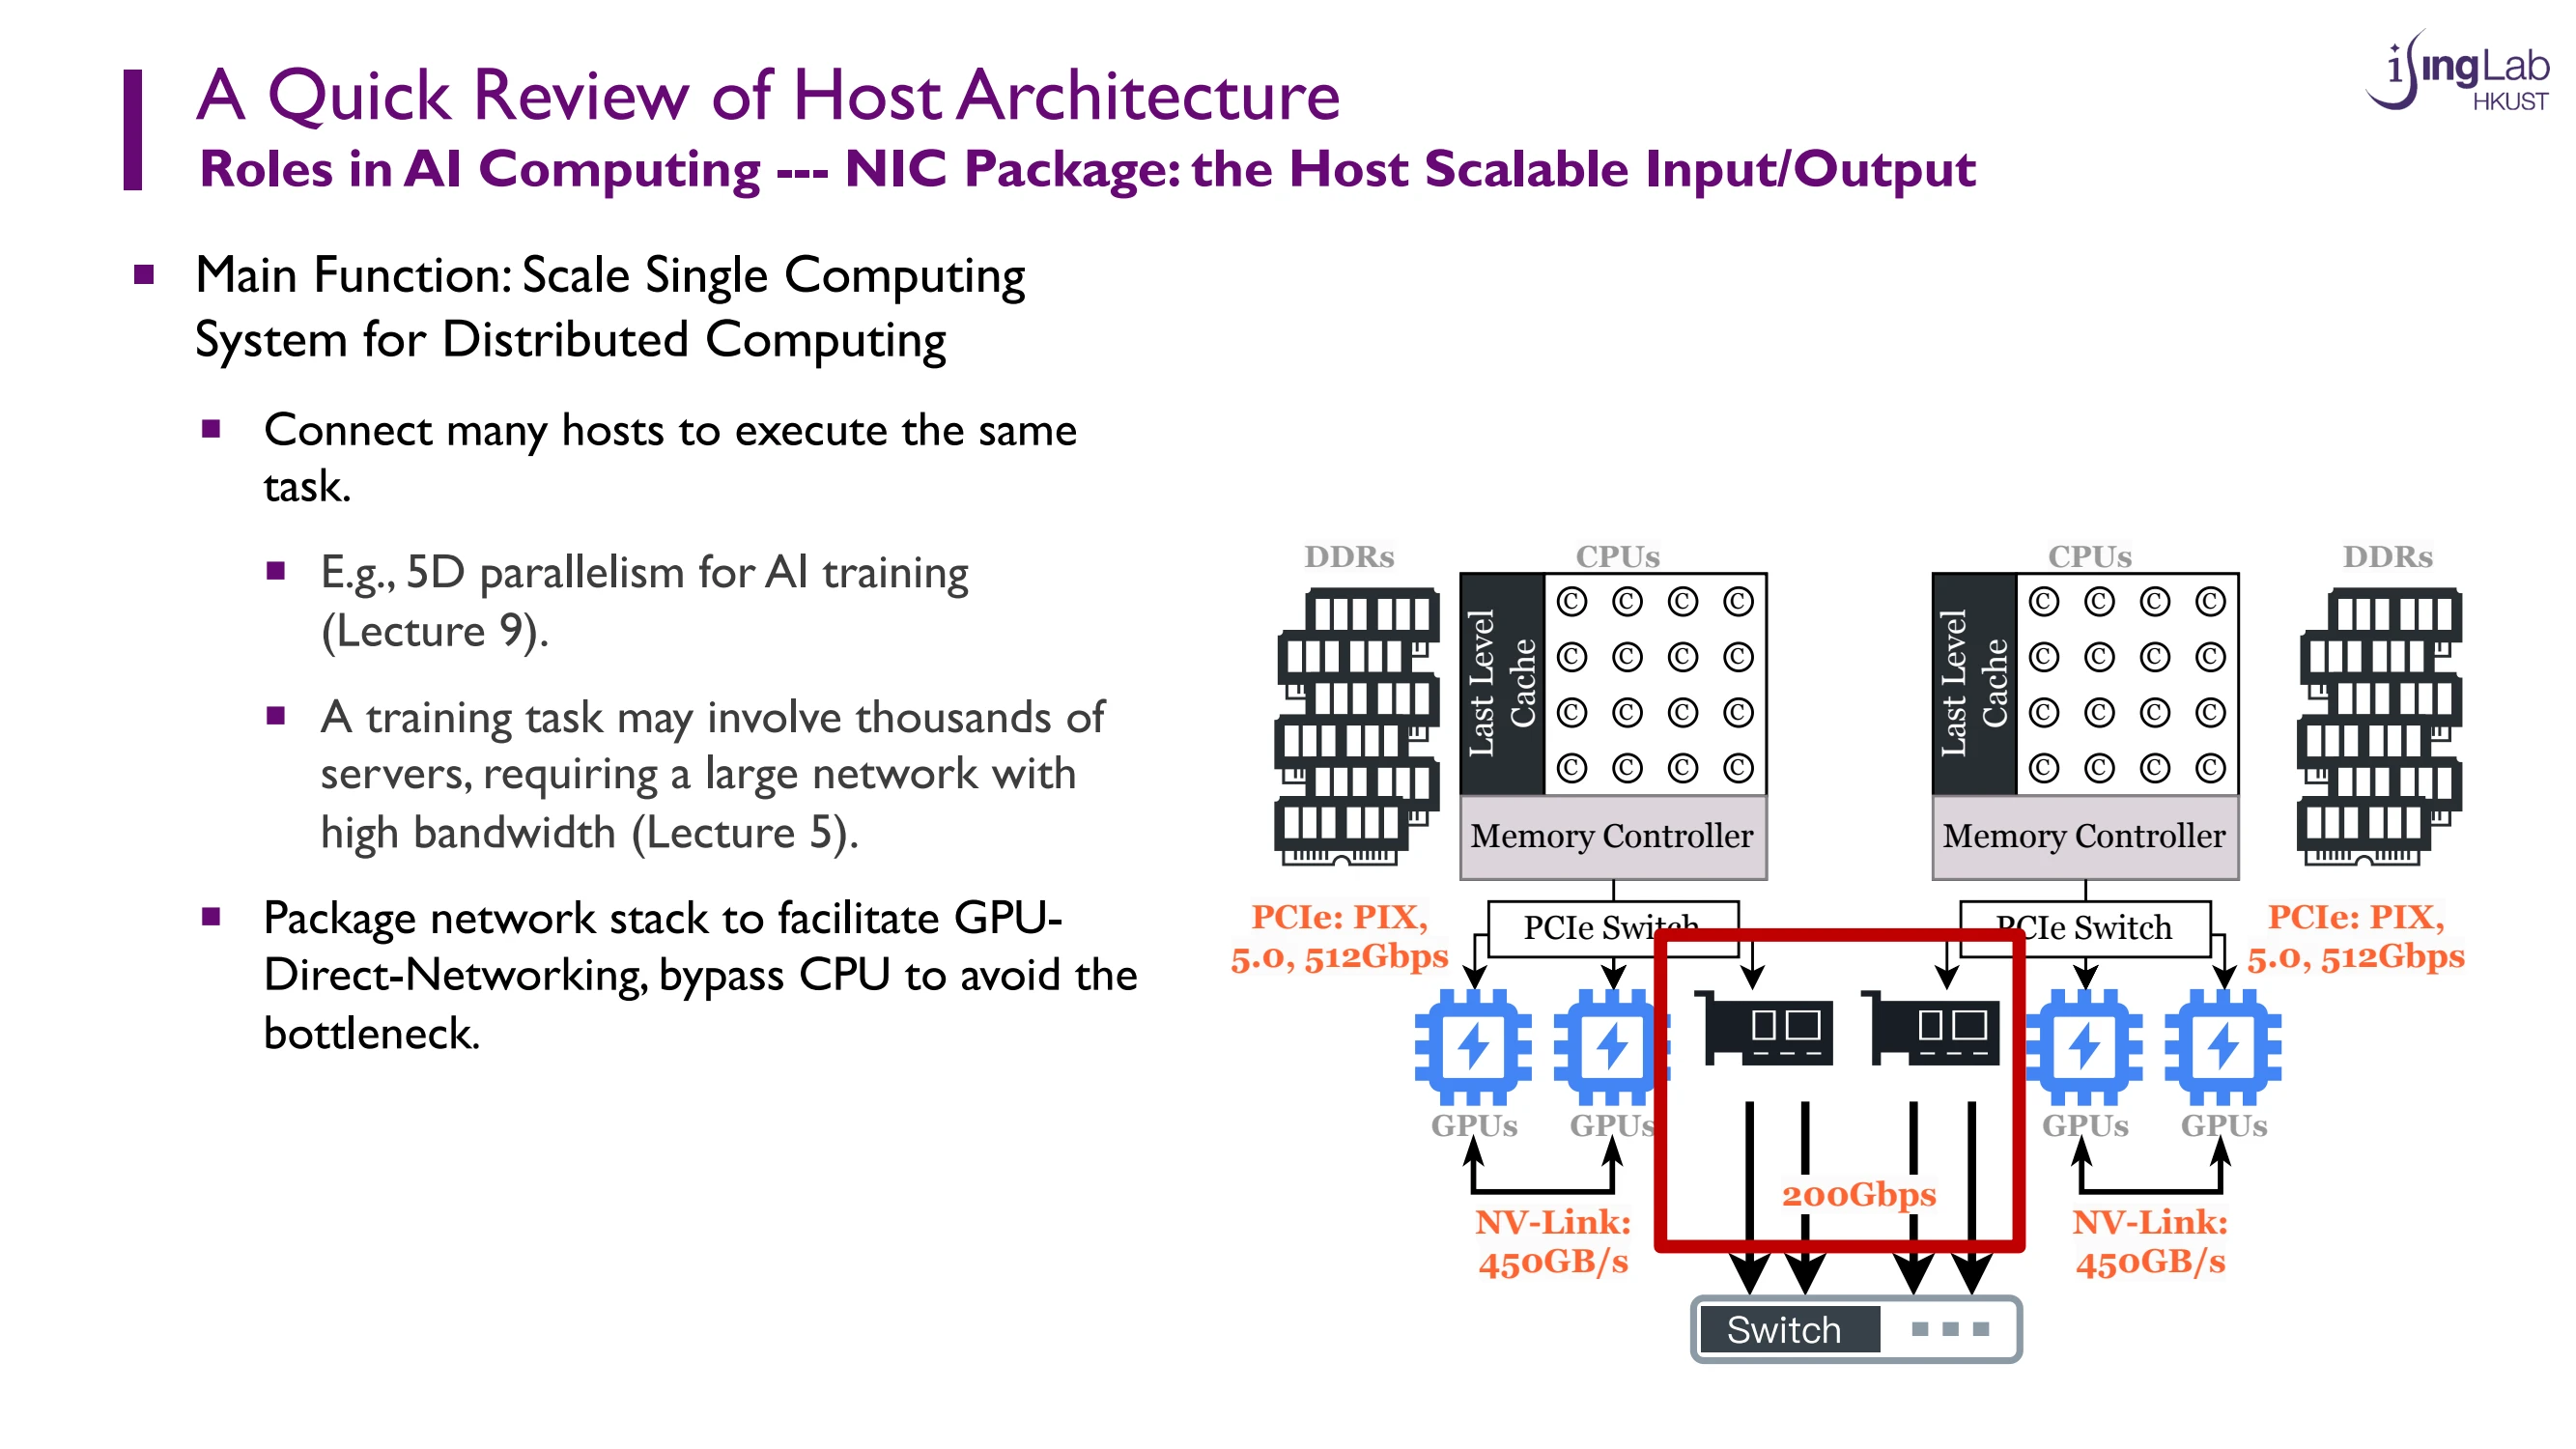 A Quick Review of Host Architecture
Roles in AI Computing --- NIC Package: the Host Scalable Input/Output
iSingLab
HKUST
Main Function: Scale Single Computing
System for Distributed Computing
Connect many hosts to execute the same
task.
E.g., 5D parallelism for AI training
(Lecture 9).
A training task may involve thousands of
servers, requiring a large network with
high bandwidth (Lecture 5).
Package network stack to facilitate GPU-
Direct-Networking, bypass CPU to avoid the
bottleneck.
DDRs
CPUs
CPUs
DDRs
Last Level
Cache
© © © ©
© © © ©
© © © ©
© © © ©
Last Level
Cache
© © © ©
© © © ©
© © © ©
© © © ©
Memory Controller
Memory Controller
PCIe: PIX,
5.0, 512Gbps
PCIe Switch
PCIe Switch
PCIe: PIX,
5.0, 512Gbps
GPUs
GPUs
GPUs
GPUs
200Gbps
NV-Link:
450GB/s
NV-Link:
450GB/s
Switch